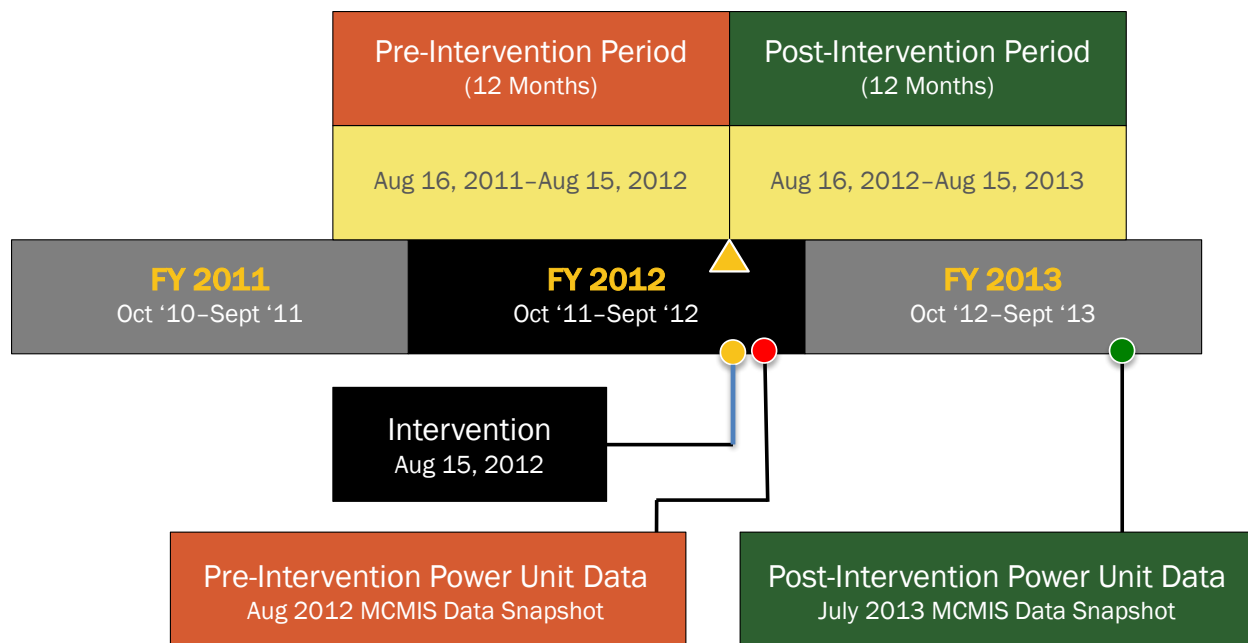 Pre-Intervention Period
(12 Months)
Post-Intervention Period
(12 Months)
Aug 16, 2011–Aug 15, 2012
Aug 16, 2012–Aug 15, 2013
FY 2011
Oct ‘10–Sept ‘11
FY 2012
Oct ‘11–Sept ‘12
FY 2013
Oct ‘12–Sept ‘13
Intervention
Aug 15, 2012
Pre-Intervention Power Unit Data
Aug 2012 MCMIS Data Snapshot
Post-Intervention Power Unit Data
July 2013 MCMIS Data Snapshot